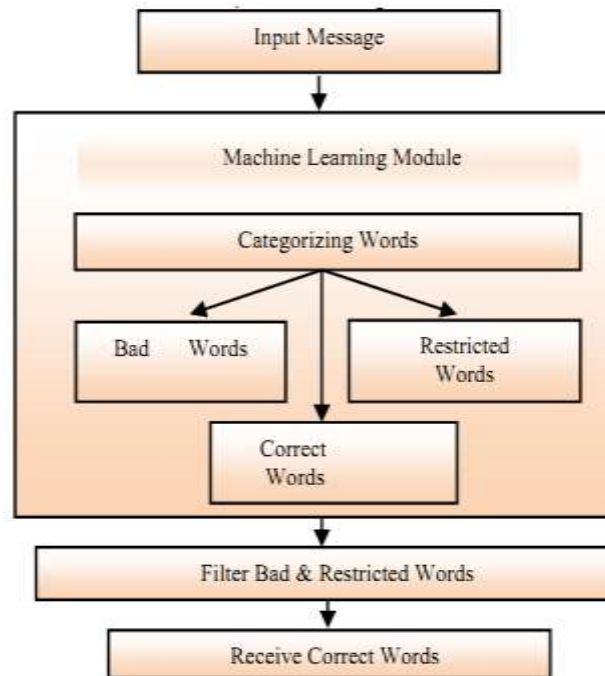 Input Message
Machine Learning Module
Categorizing Words
Bad Words
Restricted
Words
Correct
Words
Filter Bad & Restricted Words
Receive Correct Words